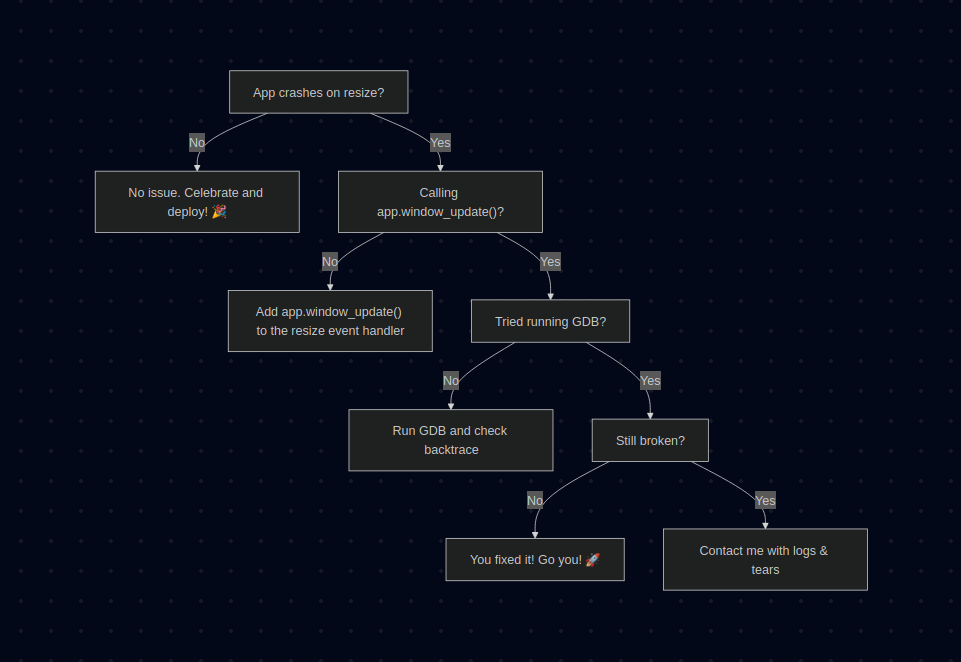 App crashes on resize?
No
Yes
No issue. Celebrate and
deploy! 🎉
Calling
app.window_update()?
No
Yes
Add app.window_update()
to the resize event handler
Tried running GDB?
No
Yes
Run GDB and check
backtrace
Still broken?
No
Yes
You fixed it! Go you! 🚀
Contact me with logs &
tears